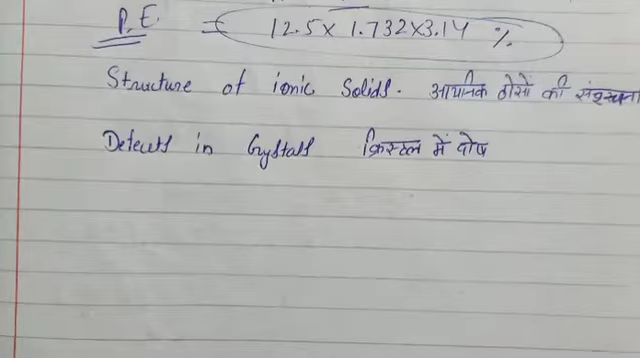 P.E. = 12.5 x 1.732 x 3.14 %
Structure of ionic Solids. आयनिक ठोसों की संरचना
Defects in Crystals क्रिस्टल में दोष